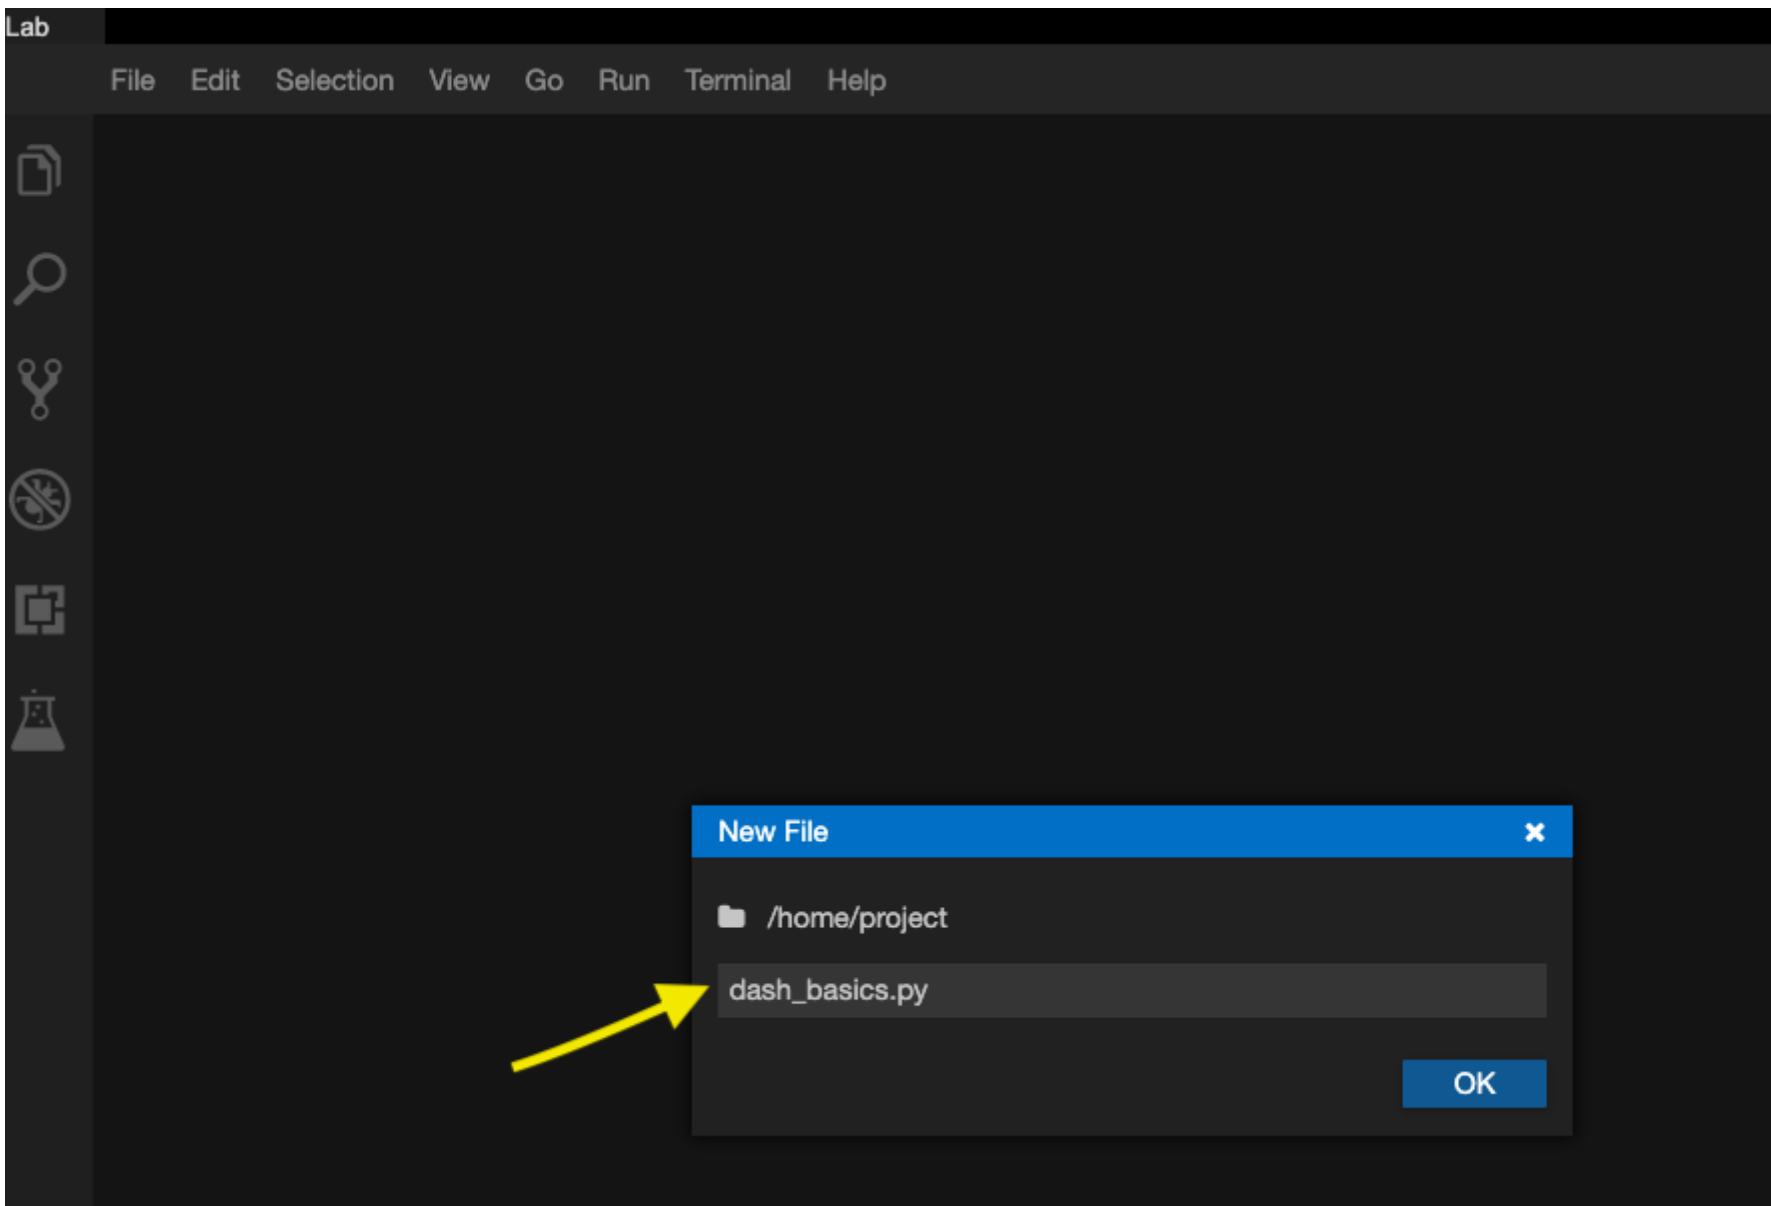 Lab
File Edit Selection View Go Run Terminal Help
New File
/home/project
dash_basics.py
OK